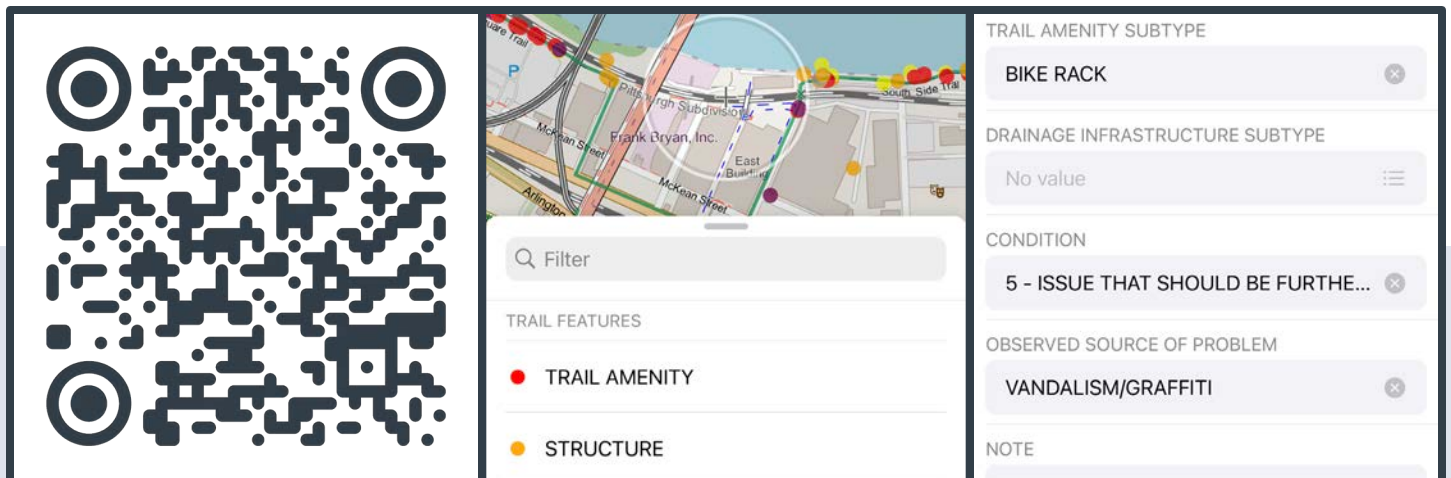 uare Trail
P
Pittsburgh Subdivision
South Side Trail
McKean Street
Frank Bryan, Inc.
East
Building
McKean Street
Arlington
Filter
TRAIL FEATURES
TRAIL AMENITY
STRUCTURE
TRAIL AMENITY SUBTYPE
BIKE RACK
DRAINAGE INFRASTRUCTURE SUBTYPE
No value
CONDITION
5 - ISSUE THAT SHOULD BE FURTHE...
OBSERVED SOURCE OF PROBLEM
VANDALISM/GRAFFITI
NOTE